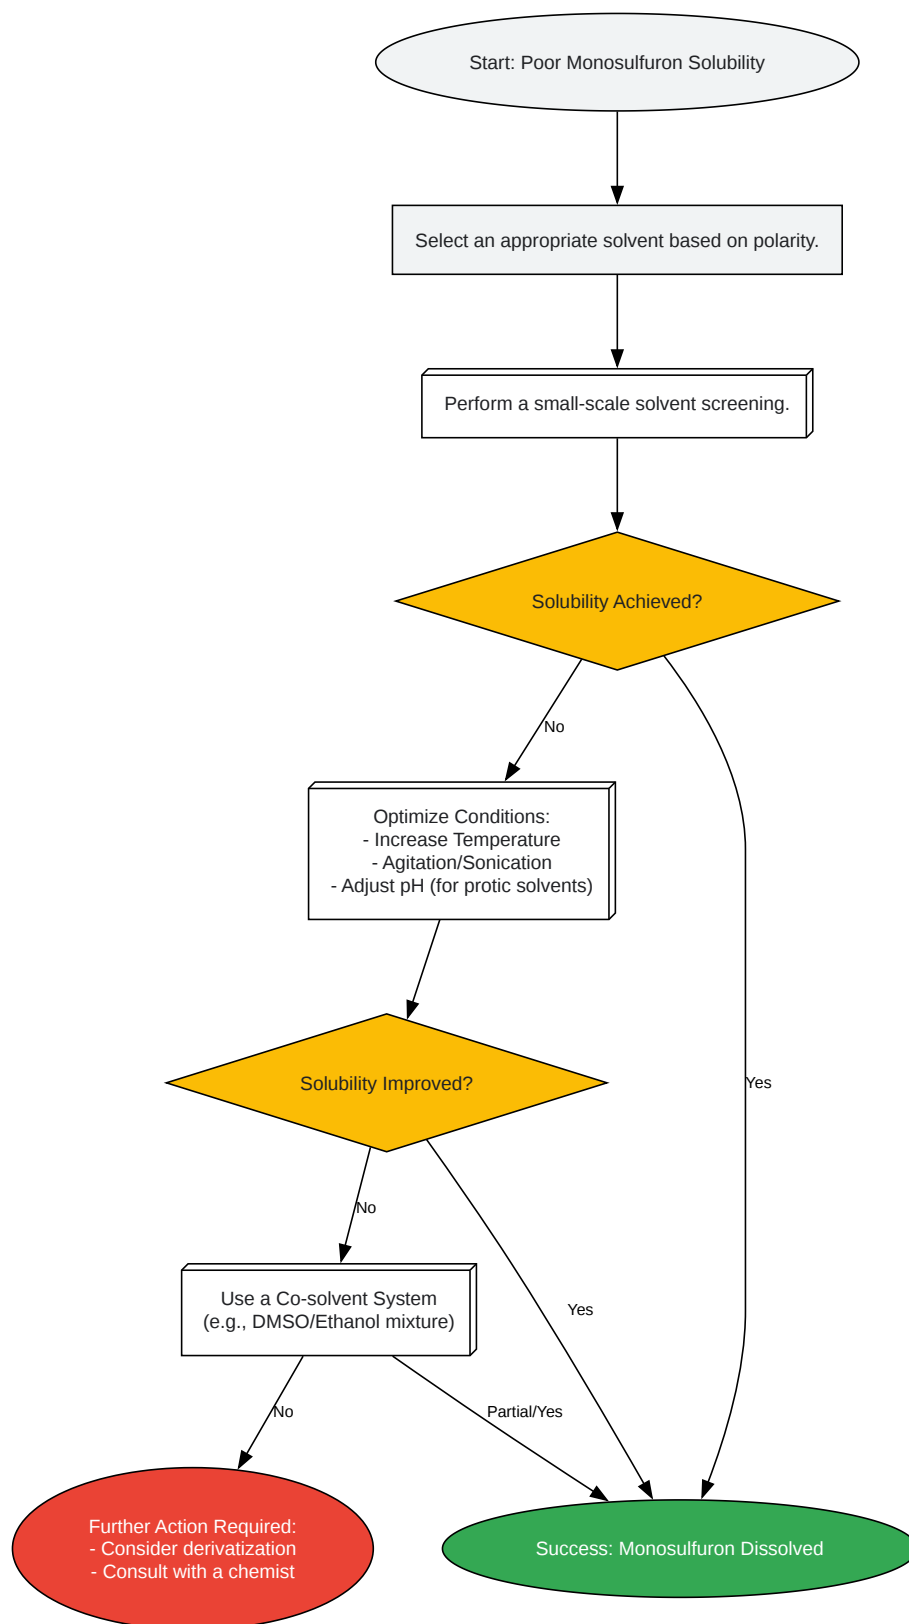 Start: Poor Monosulfuron Solubility
Select an appropriate solvent based on polarity.
Perform a small-scale solvent screening.
Solubility Achieved?
No
Optimize Conditions:
- Increase Temperature
- Agitation/Sonication
- Adjust pH (for protic solvents)
Solubility Improved?
Yes
No
Use a Co-solvent System
(e.g., DMSO/Ethanol mixture)
Yes
No
Partial/Yes
Further Action Required:
- Consider derivatization
- Consult with a chemist
Success: Monosulfuron Dissolved